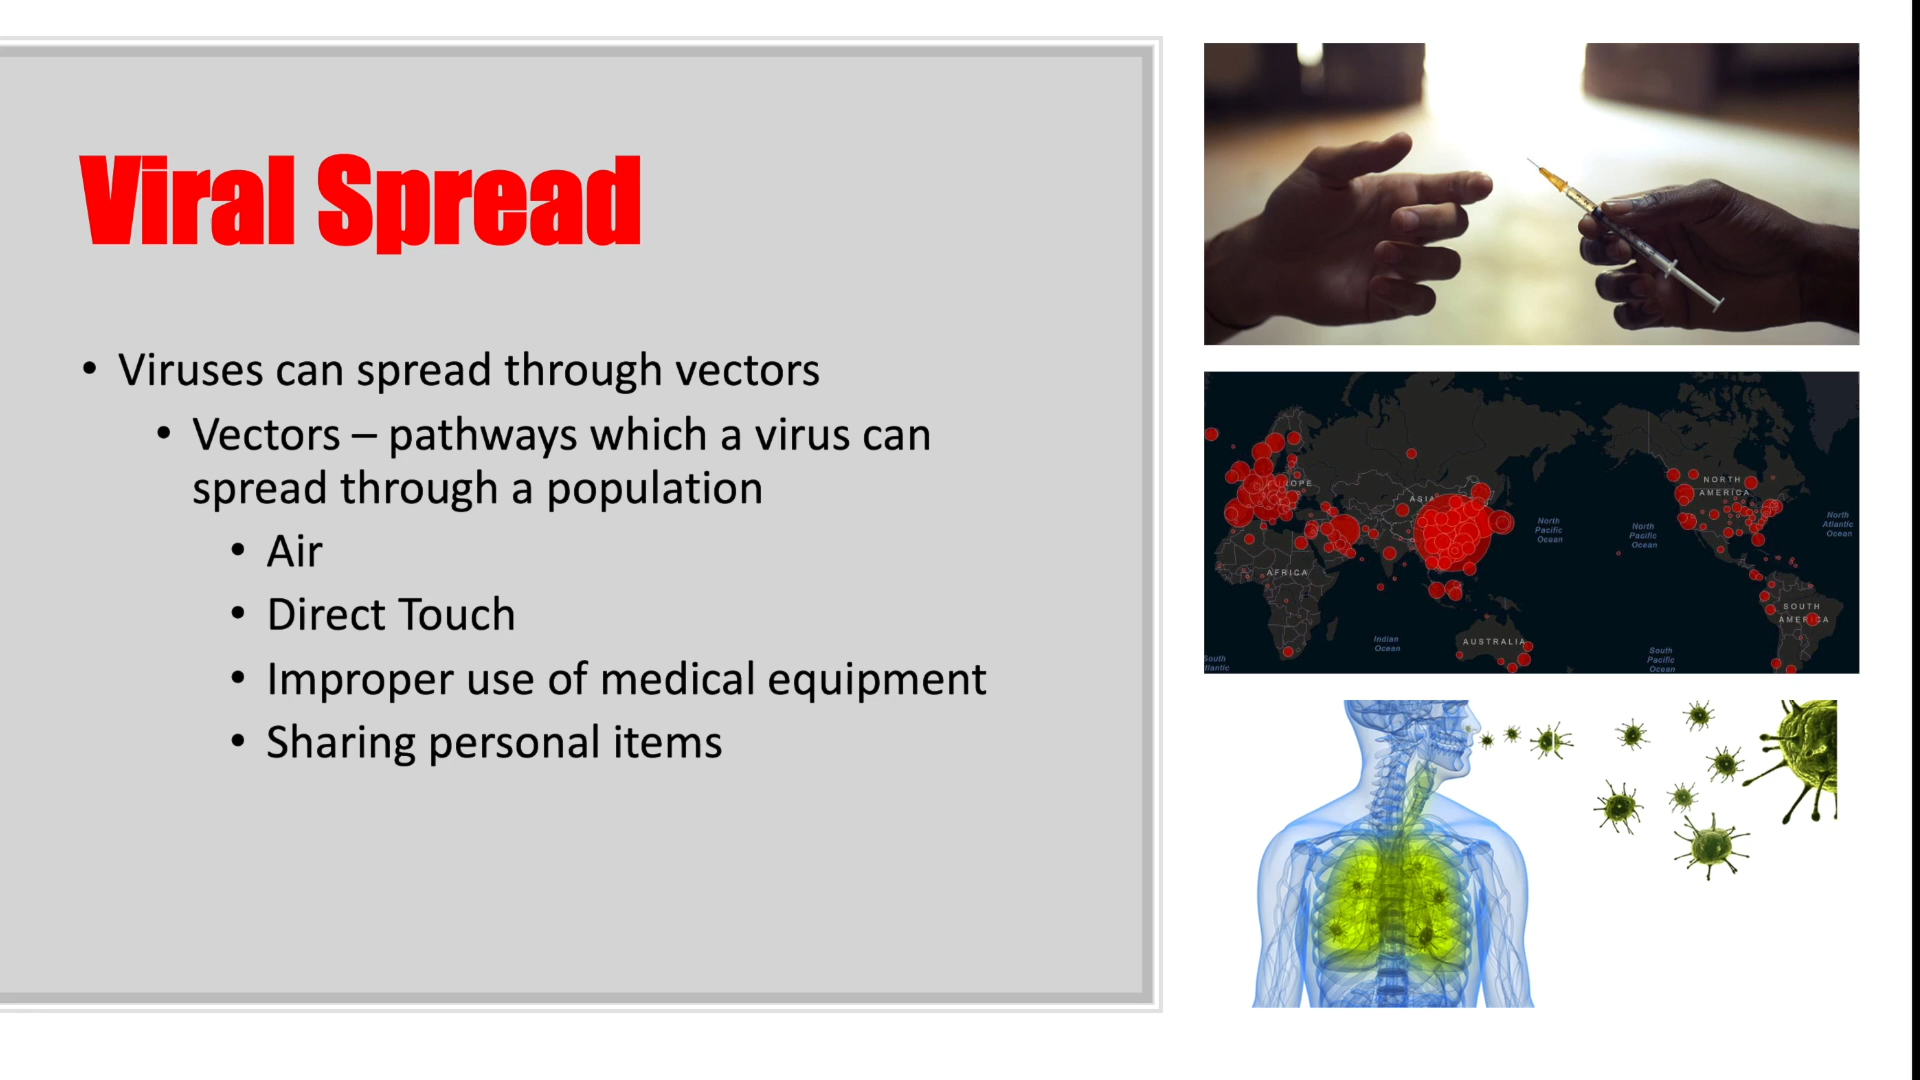 Viral Spread
• Viruses can spread through vectors
• Vectors – pathways which a virus can
spread through a population
• Air
• Direct Touch
• Improper use of medical equipment
• Sharing personal items
ASIA
AFRICA
AUSTRALIA
NORTH
AMERICA
SOUTH
AMERICA
North
Pacific
Ocean
North
Pacific
Ocean
North
Atlantic
Ocean
Indian
Ocean
South
Pacific
Ocean
South